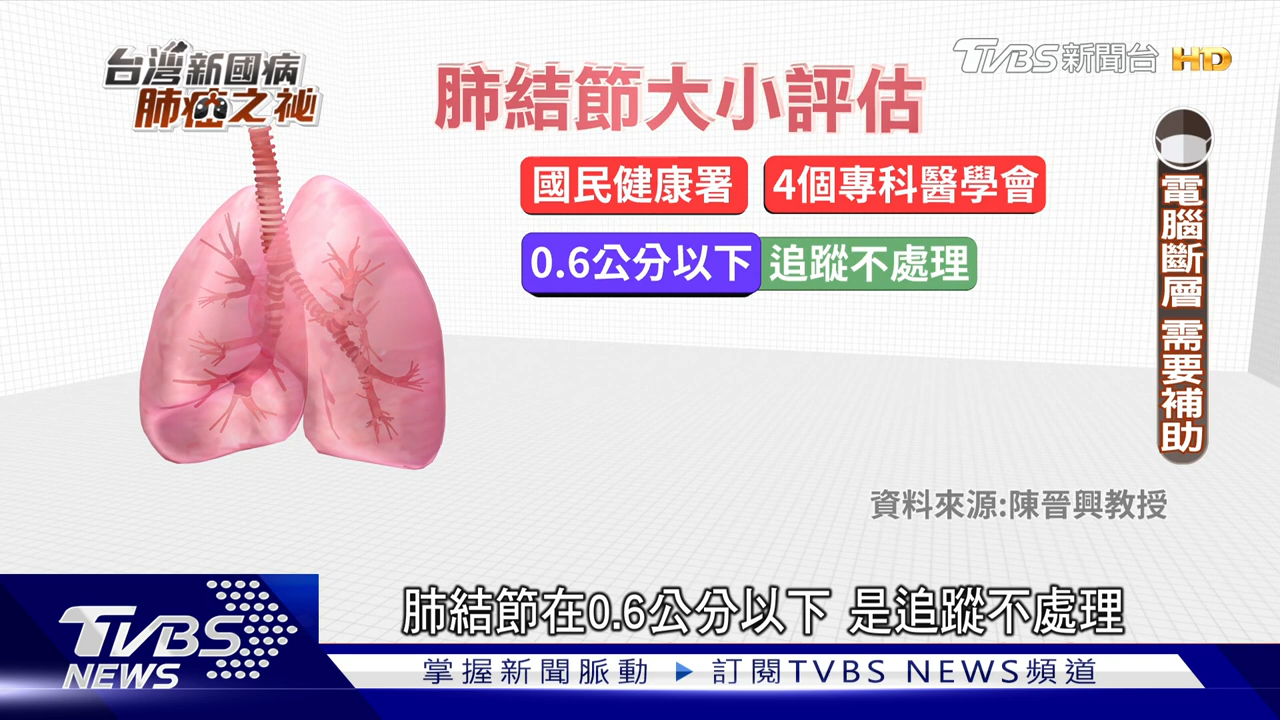 台灣新國病
肺癌之祕
TVBS新聞台 HD
肺結節大小評估
國民健康署 4個專科醫學會
0.6公分以下 追蹤不處理
電腦斷層 需要補助
資料來源:陳晉興教授
肺結節在0.6公分以下 是追蹤不處理
TVBS
NEWS
掌握新聞脈動 ▶ 訂閱TVBS NEWS頻道